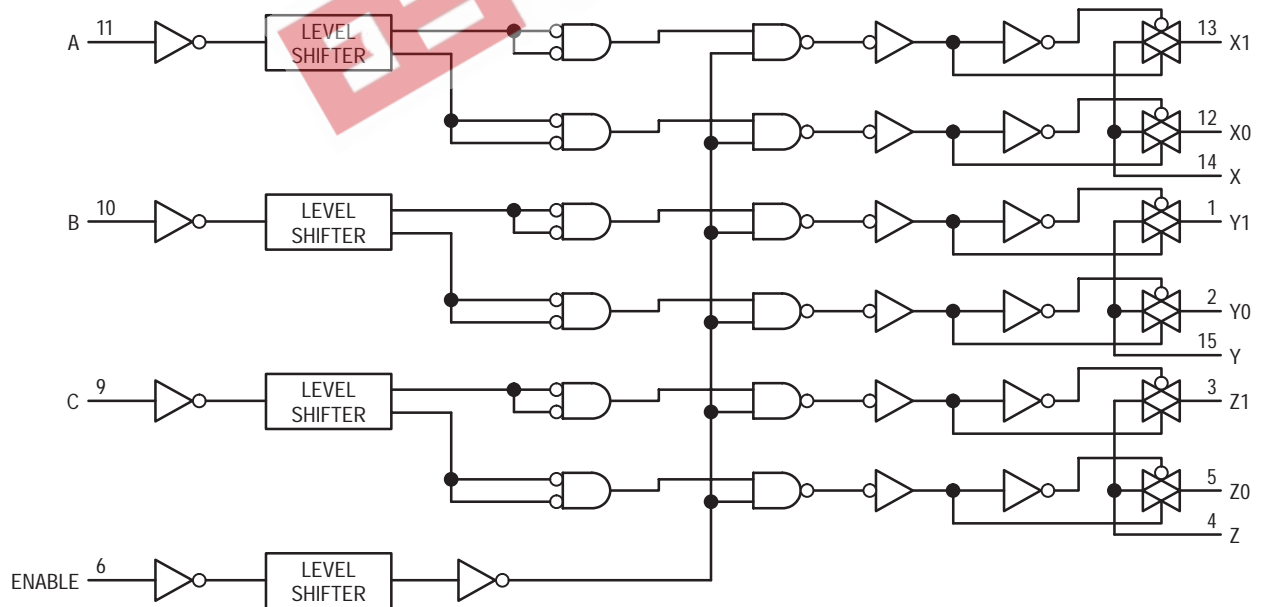 A 11 LEVEL SHIFTER 13 X1
12 X0
14 X
B 10 LEVEL SHIFTER 1 Y1
2 Y0
15 Y
C 9 LEVEL SHIFTER 3 Z1
5 Z0
4 Z
ENABLE 6 LEVEL SHIFTER